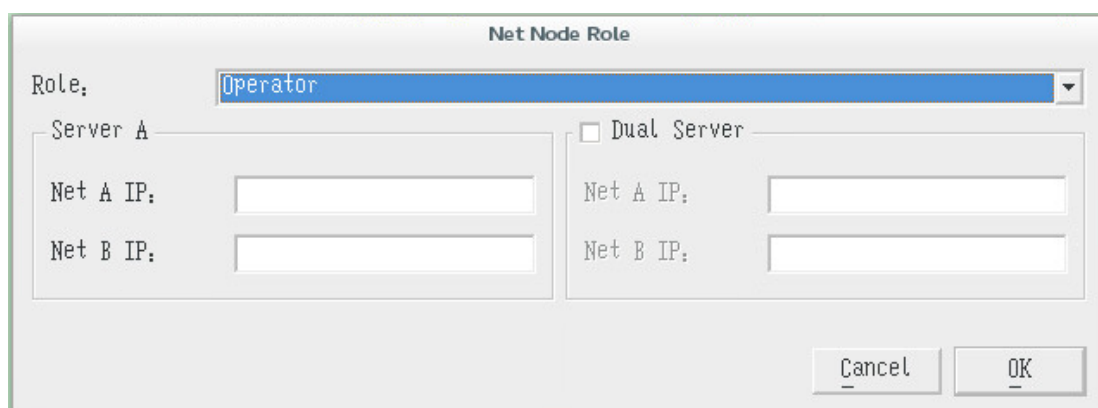 Net Node Role
Role:
Operator
Server A
Net A IP:
Net B IP:
Dual Server
Net A IP:
Net B IP:
Cancel
OK